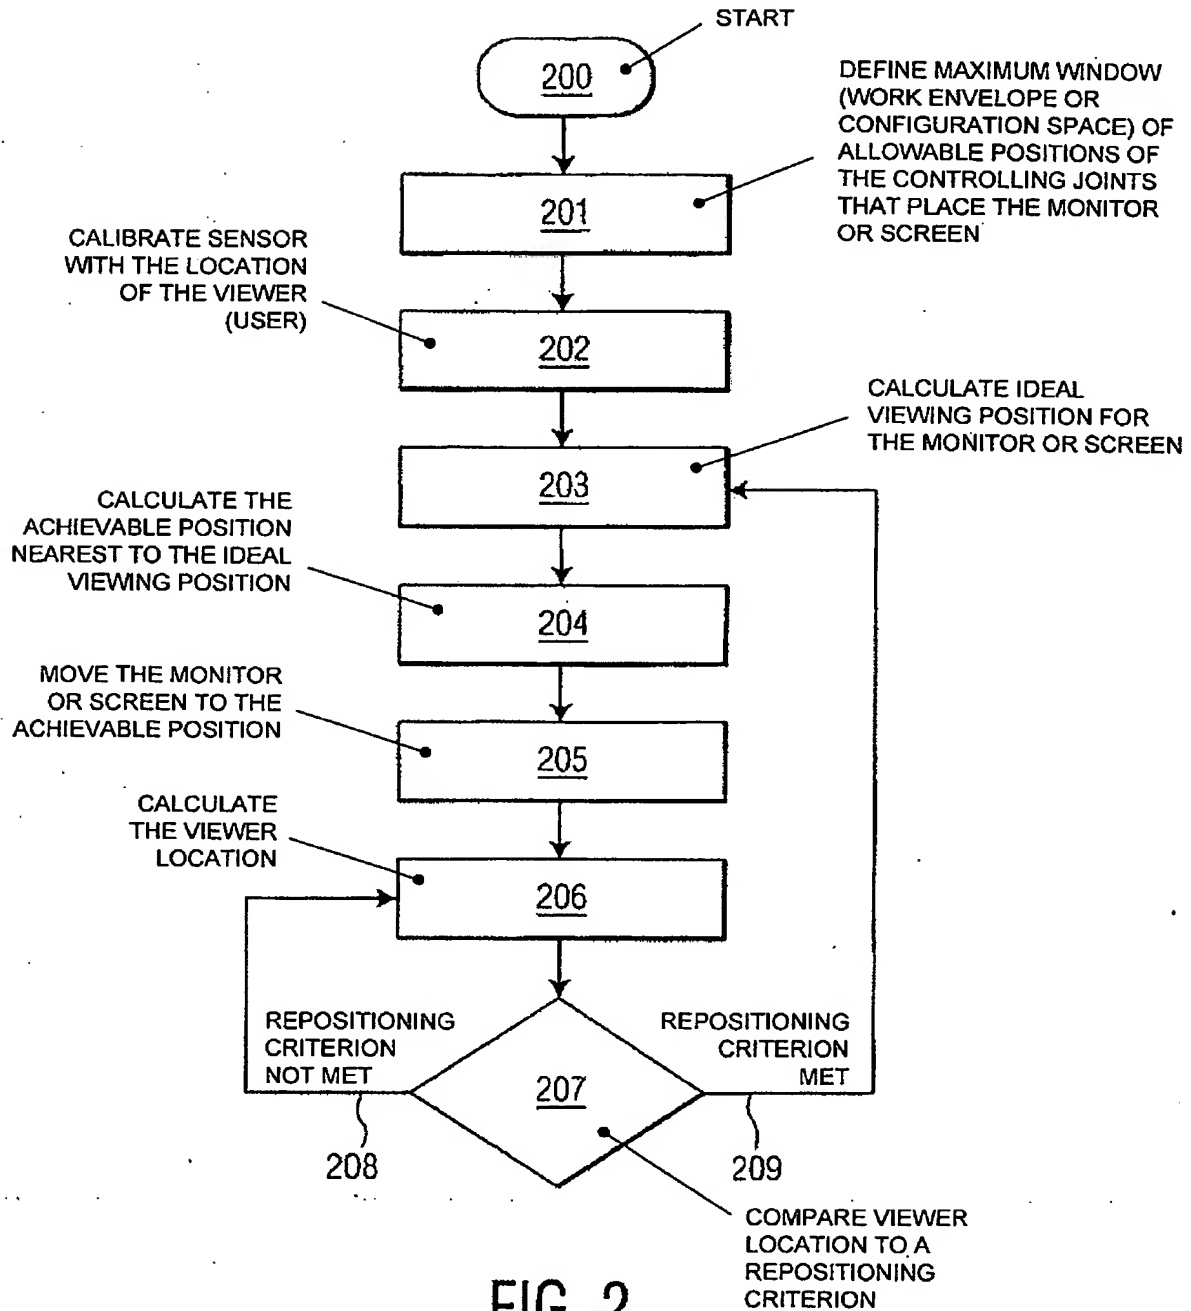 START
200
DEFINE MAXIMUM WINDOW
(WORK ENVELOPE OR
CONFIGURATION SPACE) OF
ALLOWABLE POSITIONS OF
THE CONTROLLING JOINTS
THAT PLACE THE MONITOR
OR SCREEN
201
CALIBRATE SENSOR
WITH THE LOCATION
OF THE VIEWER
(USER)
202
CALCULATE IDEAL
VIEWING POSITION FOR
THE MONITOR OR SCREEN
203
CALCULATE THE
ACHIEVABLE POSITION
NEAREST TO THE IDEAL
VIEWING POSITION
204
MOVE THE MONITOR
OR SCREEN TO THE
ACHIEVABLE POSITION
205
CALCULATE
THE VIEWER
LOCATION
206
REPOSITIONING
CRITERION
NOT MET
REPOSITIONING
CRITERION
MET
207
208
209
COMPARE VIEWER
LOCATION TO A
REPOSITIONING
CRITERION
FIG. 2